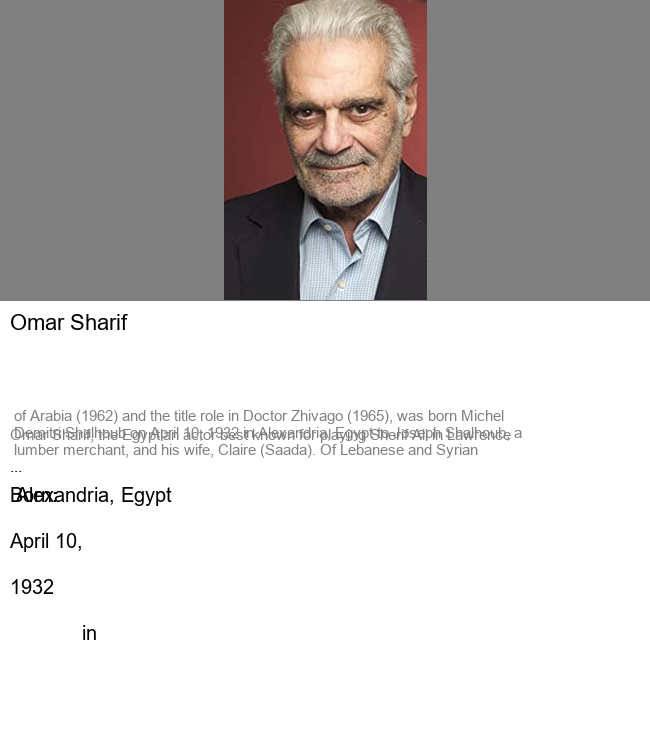 Omar Sharif
of Arabia (1962) and the title role in Doctor Zhivago (1965), was born Michel
Demitri Shalhoub on April 10, 1932 in Alexandria, Egypt to Joseph Shalhoub, a
Omar Sharif, the Egyptian actor best known for playing Sherif Ali in Lawrence
lumber merchant, and his wife, Claire (Saada). Of Lebanese and Syrian
...
Born:
Alexandria, Egypt
April 10,
1932
in